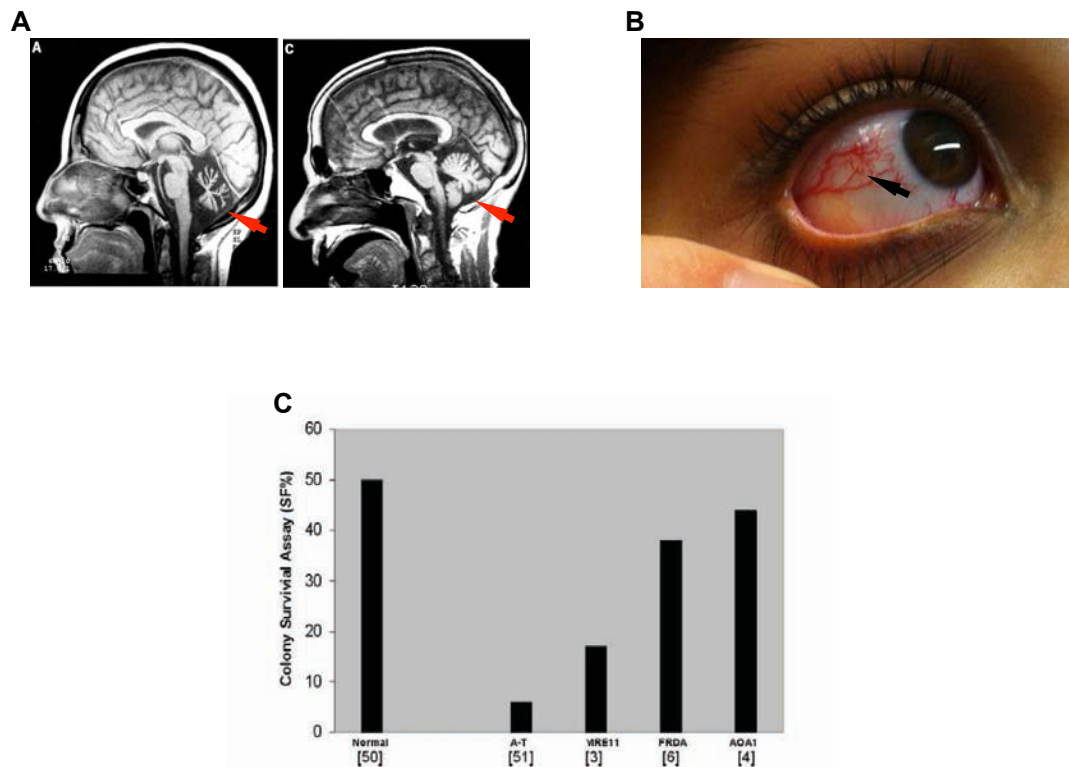 A
B
A
C
C
Colony Survivial Assay (SF%)
60
50
40
30
20
10
0
Normal A-T MRE11 FRDA AOA1
[50] [51] [3] [6] [4]